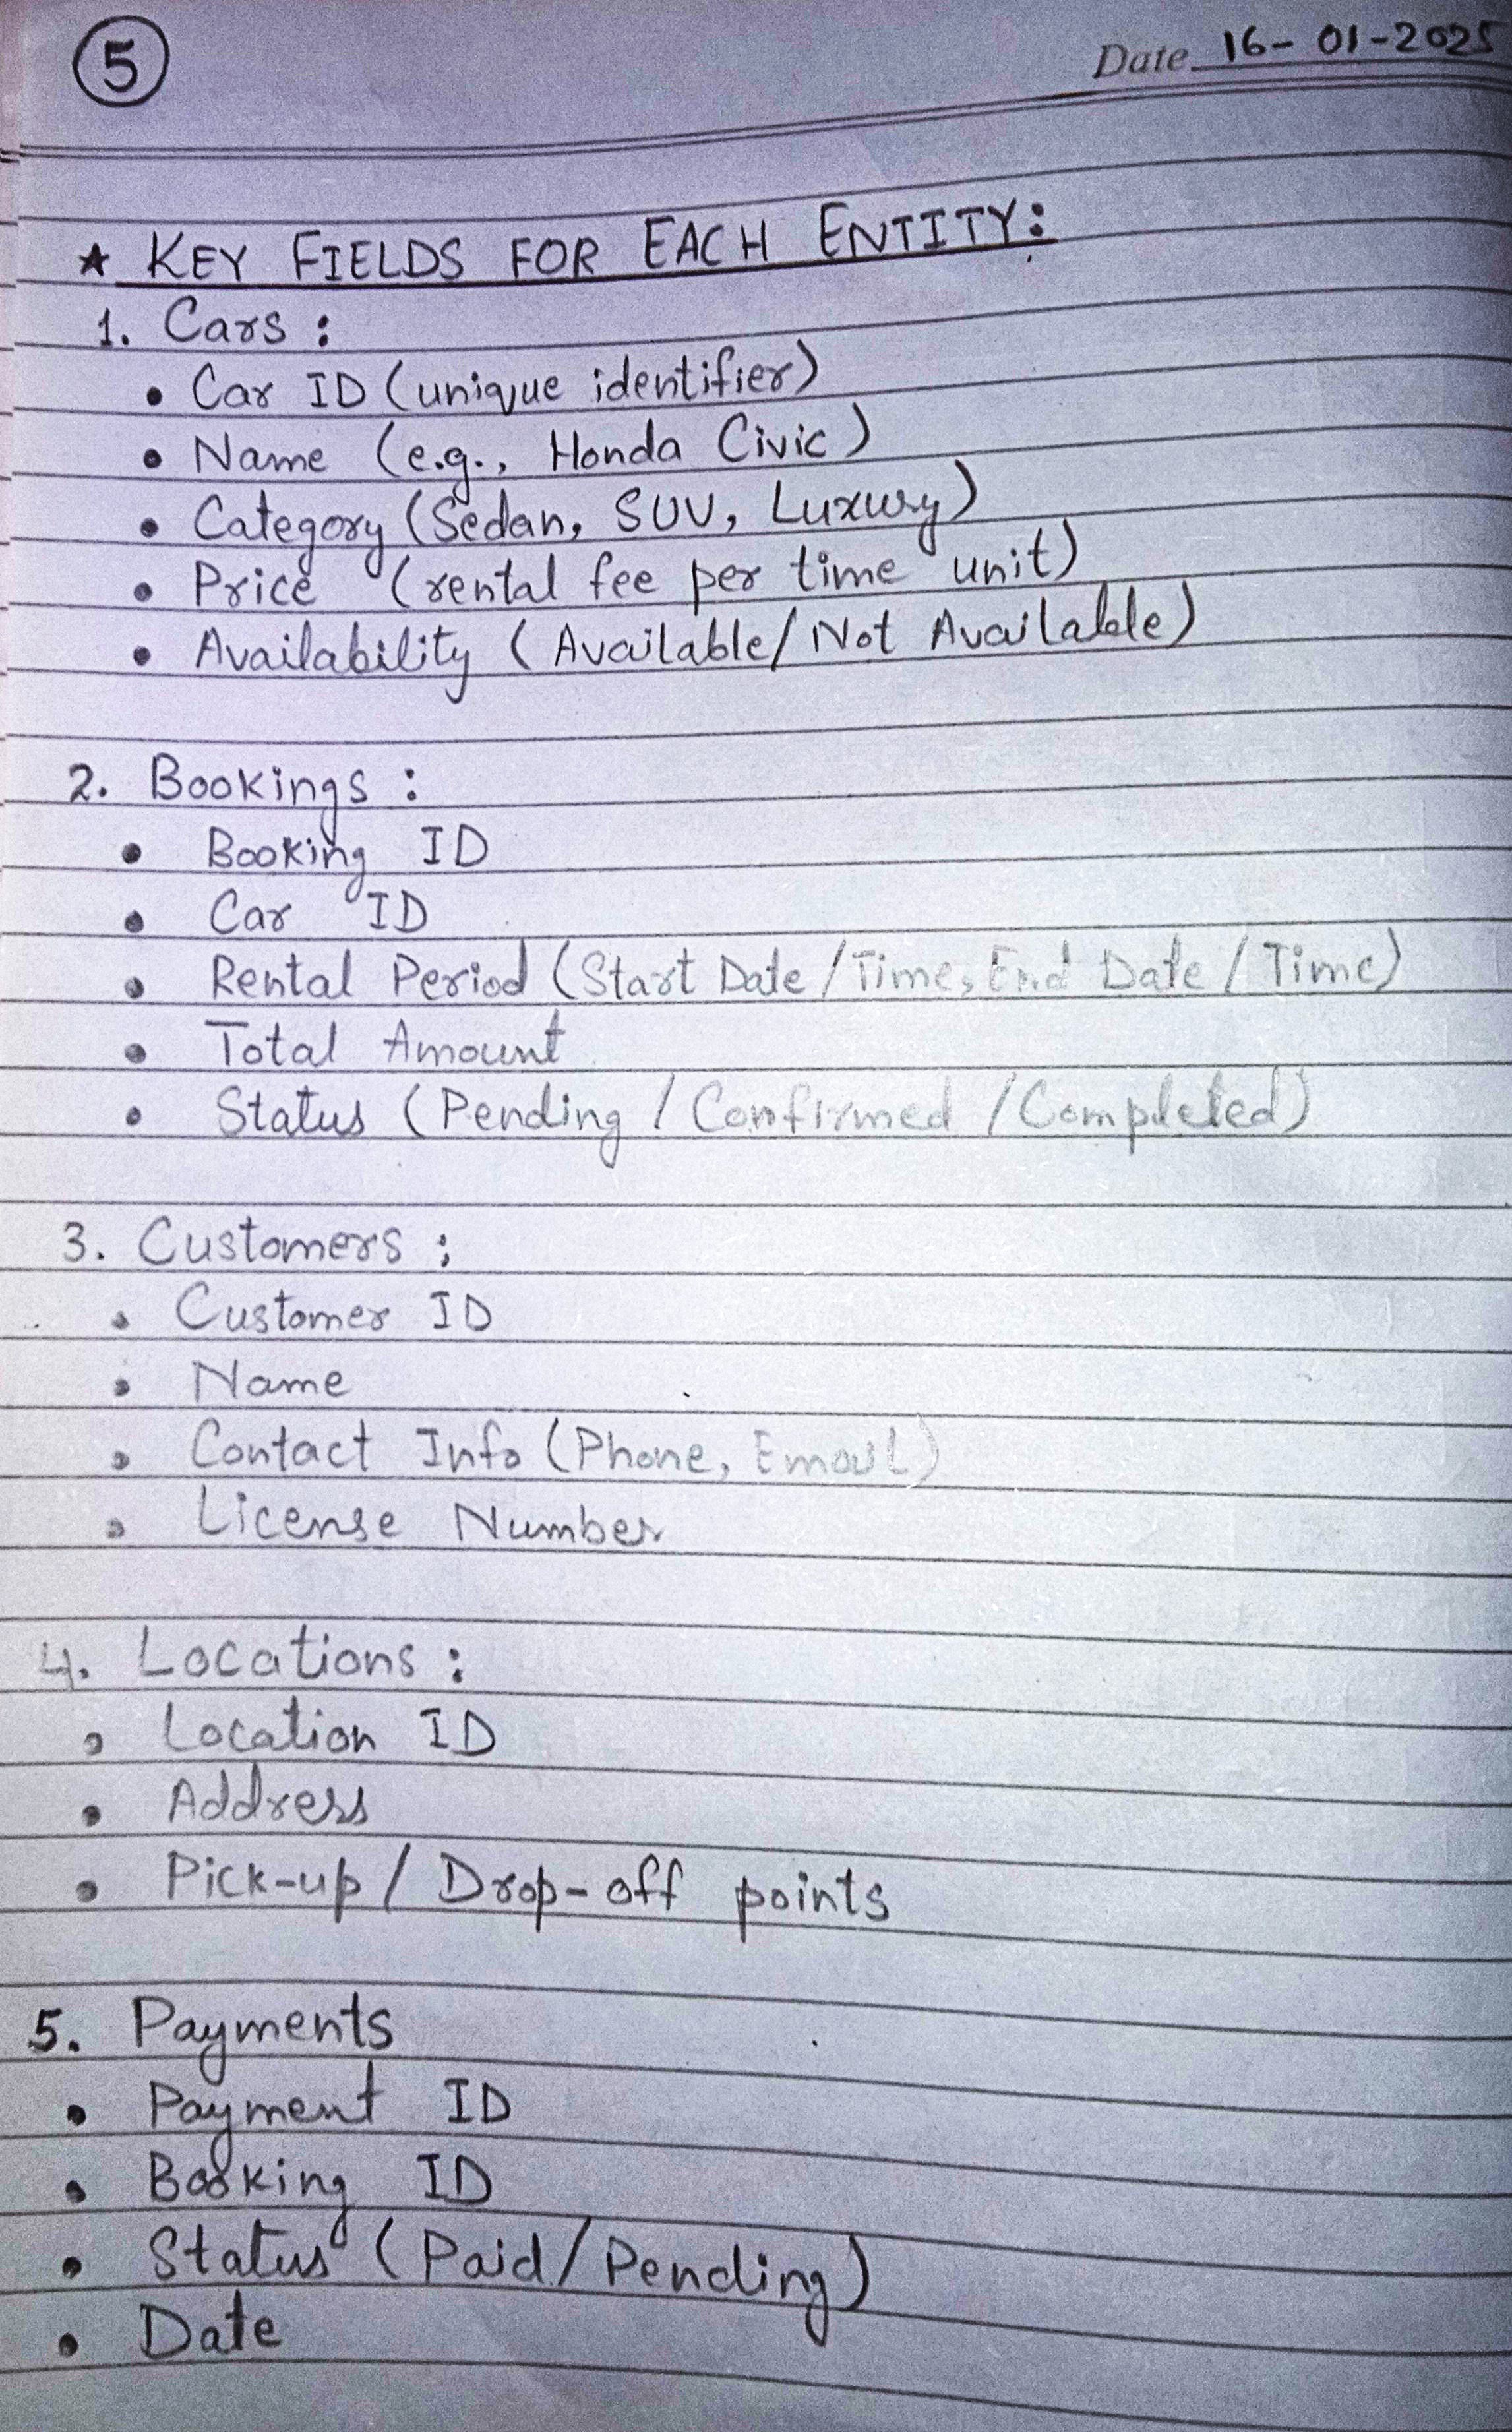 5
Date 16-01-2025
★ KEY FIELDS FOR EACH ENTITY:
1. Cars :
• Car ID (unique identifier)
• Name (e.g., Honda Civic)
• Category (Sedan, SUV, Luxury)
• Price (rental fee per time unit)
• Availability (Available/Not Available)
2. Bookings :
• Booking ID
• Car ID
• Rental Period (Start Date/Time, End Date/Time)
• Total Amount
• Status (Pending / Confirmed / Completed)
3. Customers ;
• Customer ID
• Name
• Contact Info (Phone, Email)
• License Number
4. Locations :
• Location ID
• Address
• Pick-up / Drop-off points
5. Payments
• Payment ID
• Booking ID
• Status (Paid/Pending)
• Date